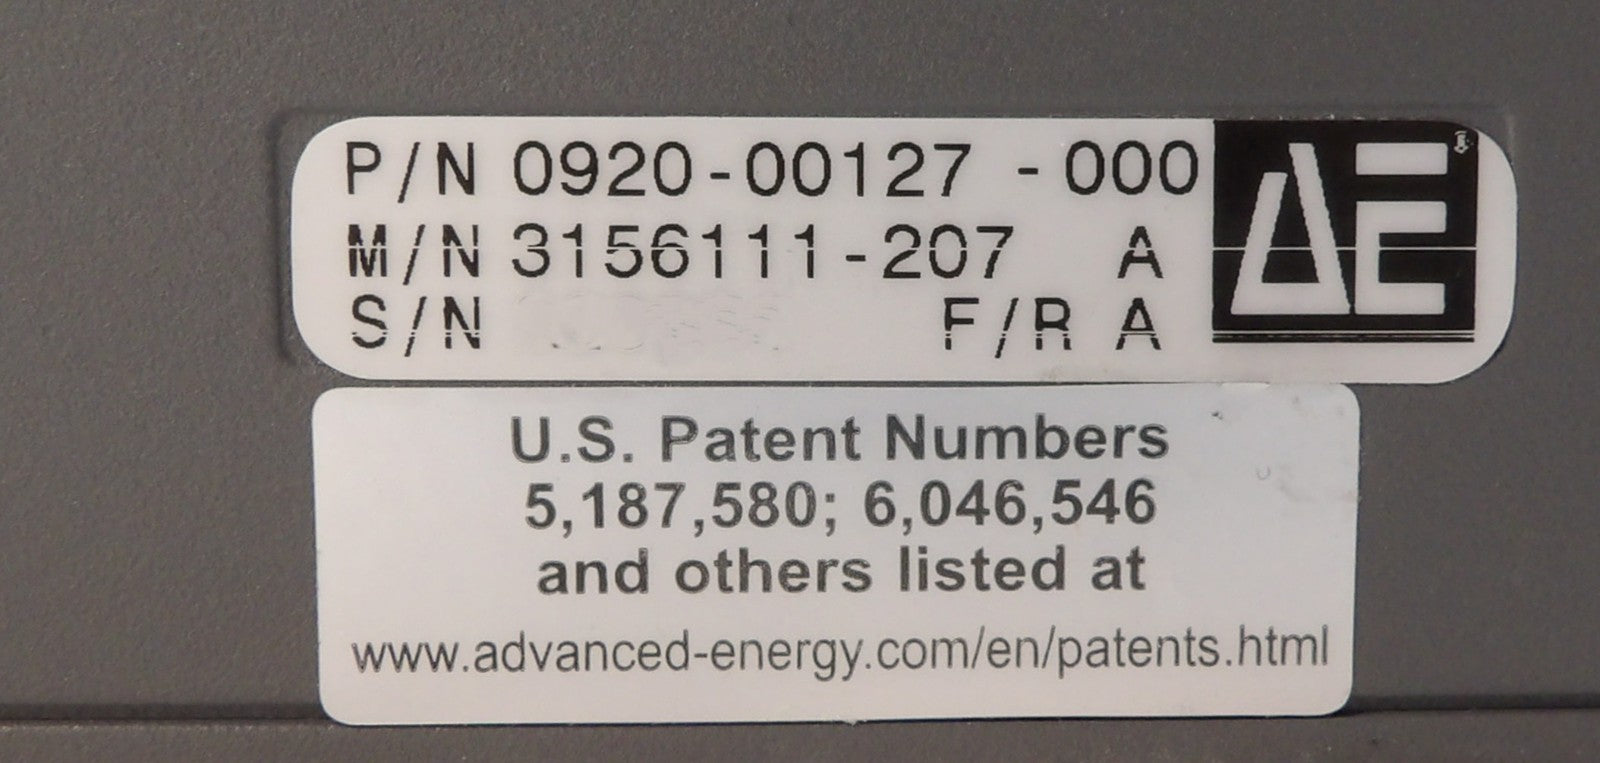 P/N 0920-00127 -000
M/N 3156111-207 A
S/N F/R A
AE
U.S. Patent Numbers
5,187,580; 6,046,546
and others listed at
www.advanced-energy.com/en/patents.html